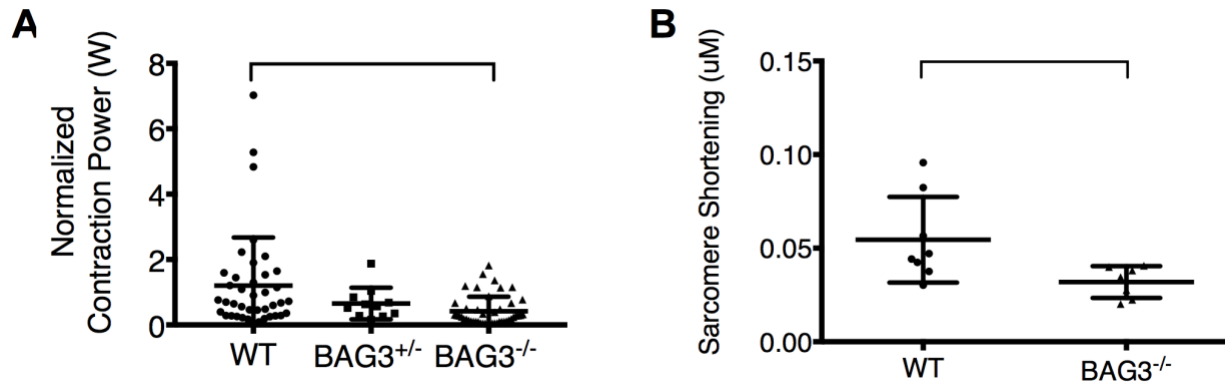 A
Normalized
Contraction Power (W)
8
6
4
2
0
WT
BAG3+/-
BAG3-/-
B
Sarcomere Shortening (uM)
0.15
0.10
0.05
0.00
WT
BAG3-/-